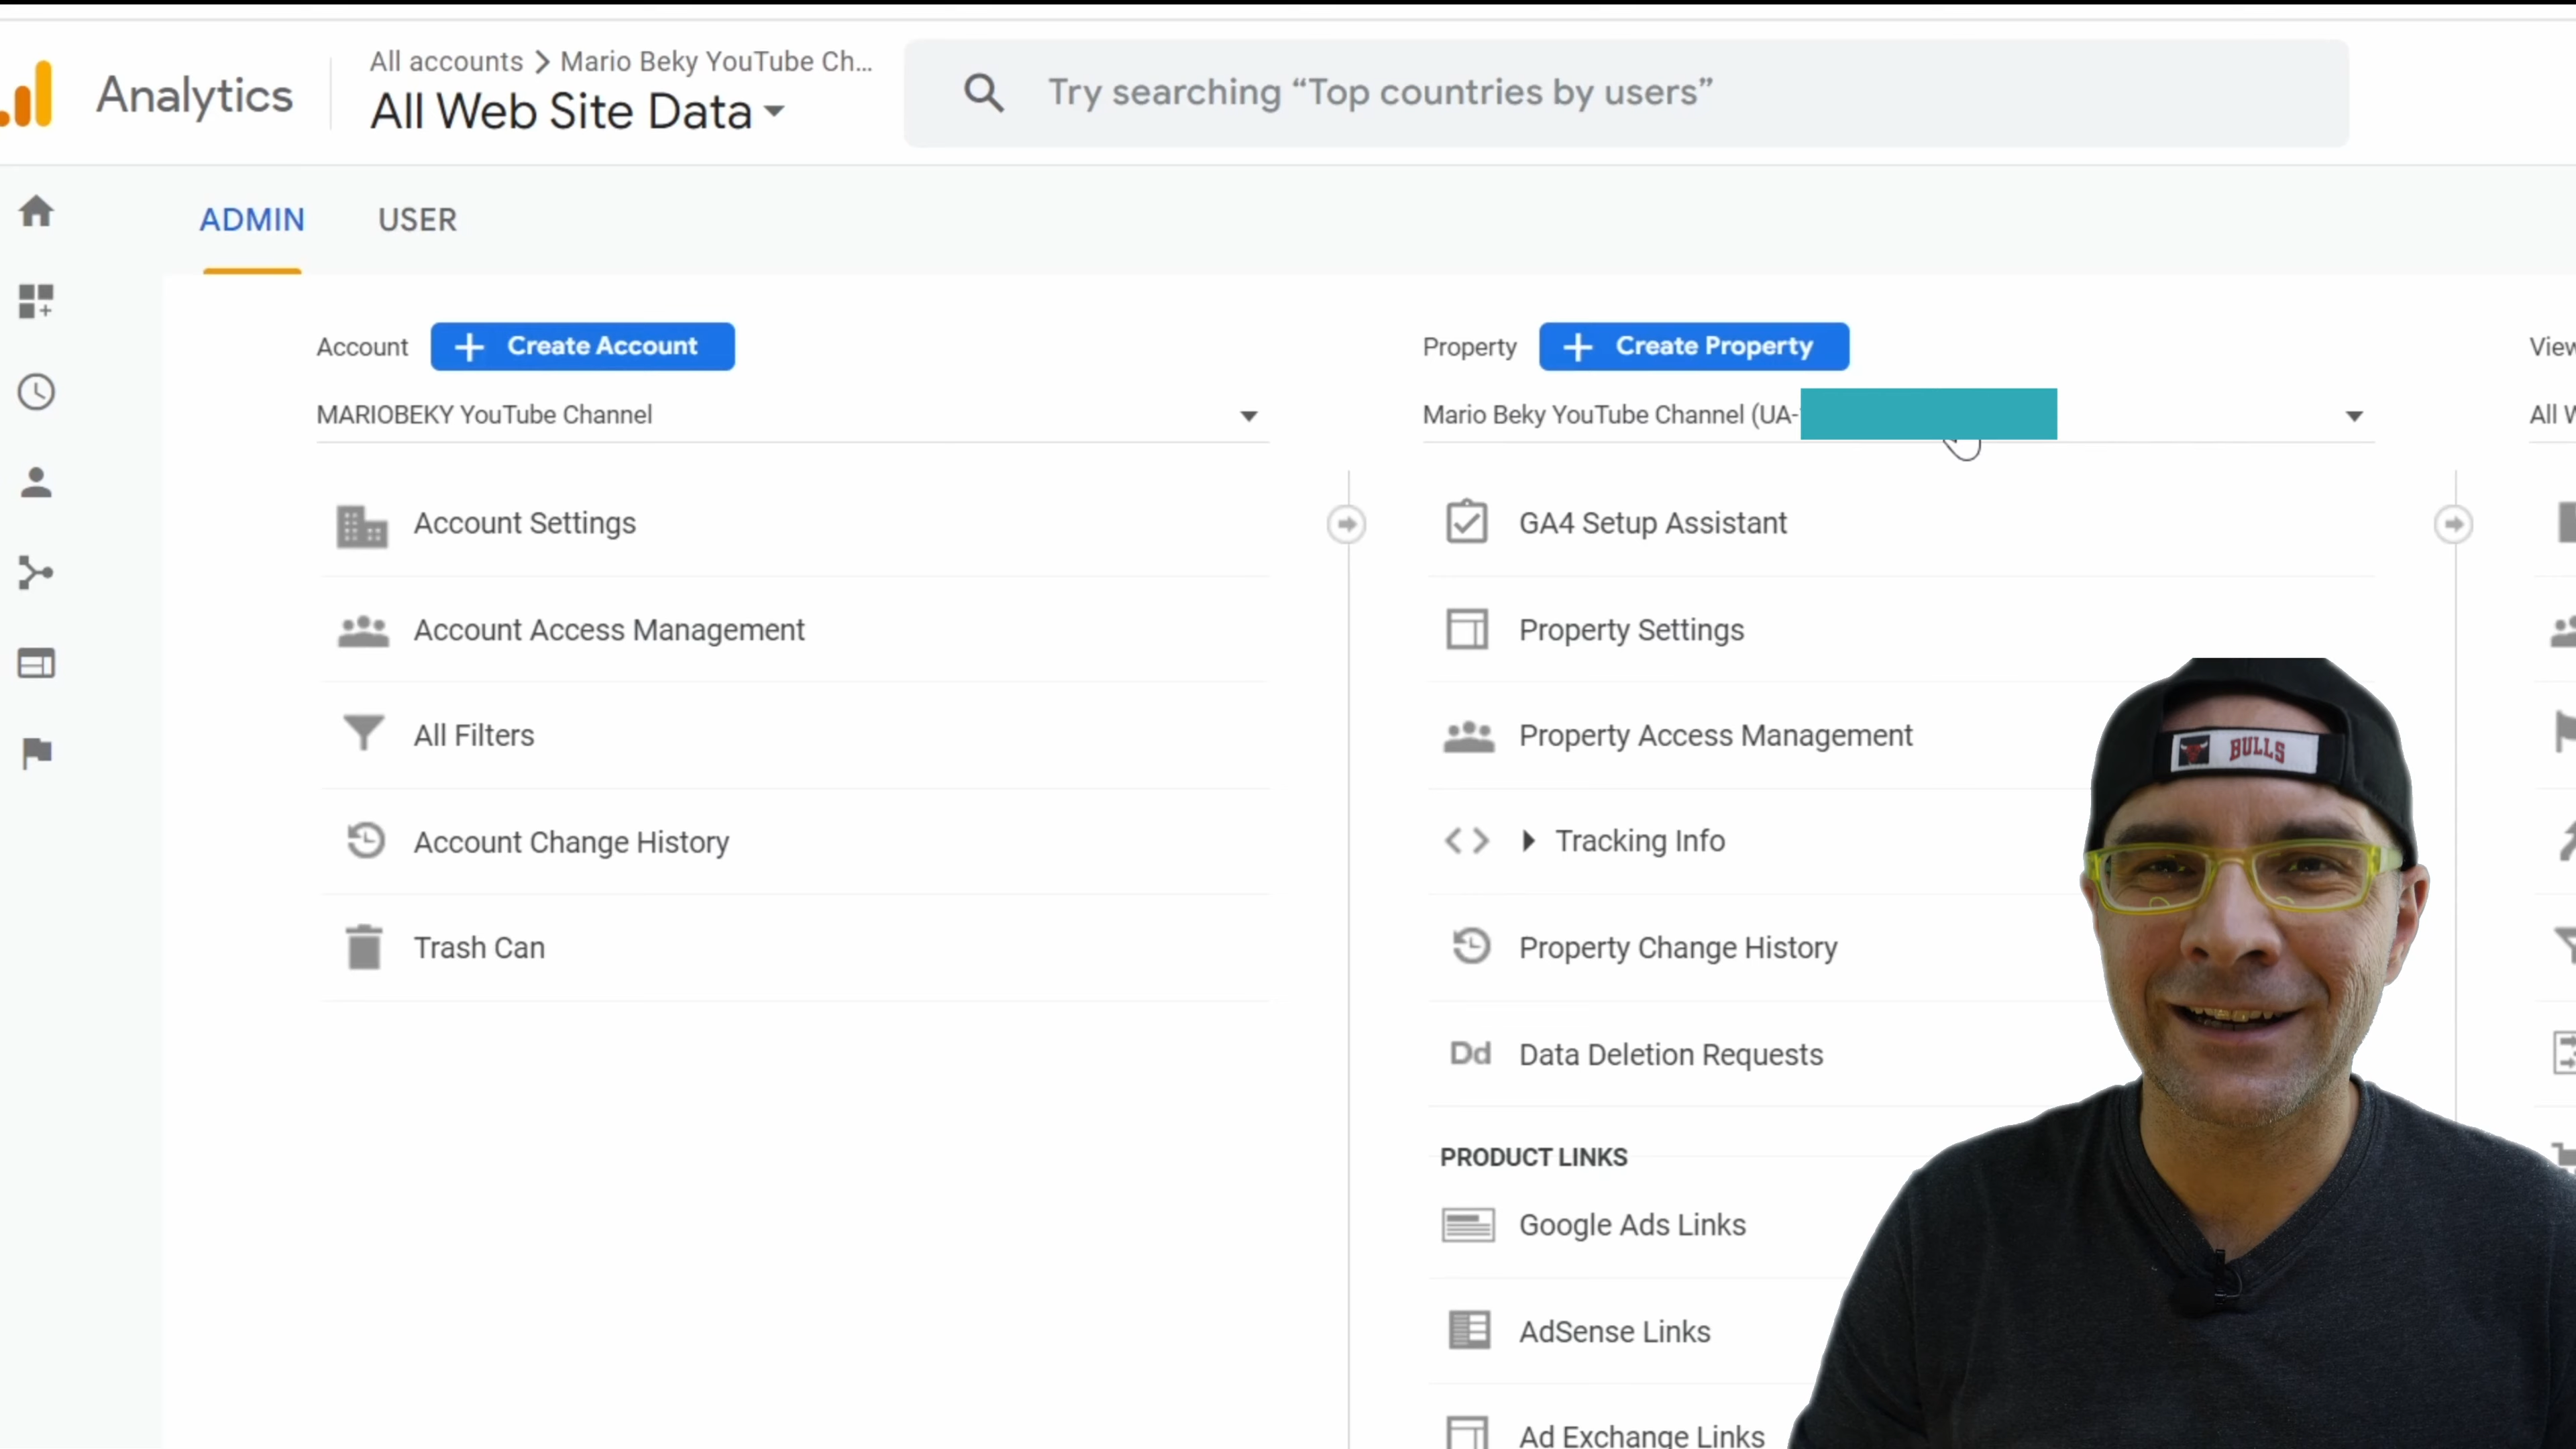 All accounts > Mario Beky YouTube Ch...
Analytics
All Web Site Data
Try searching “Top countries by users”
ADMIN
USER
Account
Create Account
MARIOBEKY YouTube Channel
Account Settings
Account Access Management
All Filters
Account Change History
Trash Can
Property
Create Property
Mario Beky YouTube Channel (UA-
GA4 Setup Assistant
Property Settings
Property Access Management
Tracking Info
Property Change History
Dd Data Deletion Requests
PRODUCT LINKS
Google Ads Links
AdSense Links
Ad Exchange Links
All
BULLS